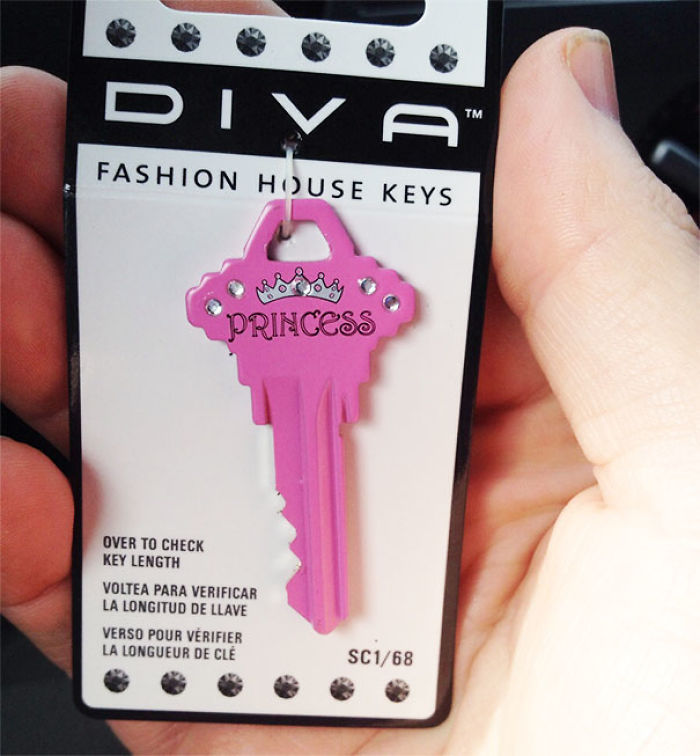 DIVA™
FASHION HOUSE KEYS
PRINCESS
OVER TO CHECK
KEY LENGTH
VOLTEA PARA VERIFICAR
LA LONGITUD DE LLAVE
VERSO POUR VÉRIFIER
LA LONGUEUR DE CLÉ
SC1/68